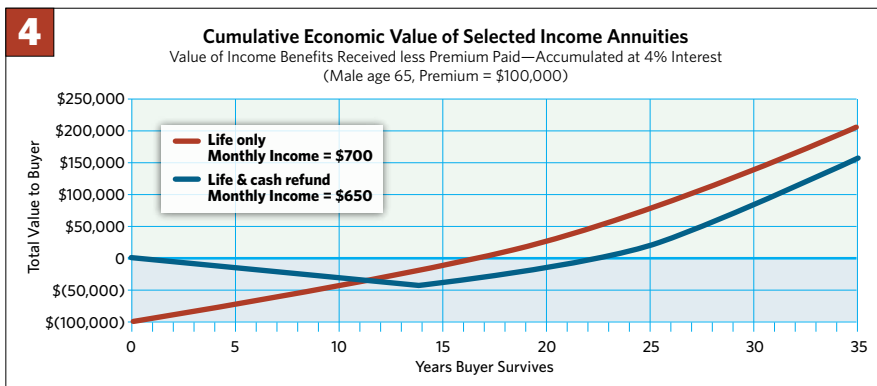 4
Cumulative Economic Value of Selected Income Annuities
Value of Income Benefits Received less Premium Paid—Accumulated at 4% Interest
(Male age 65, Premium = $100,000)
Total Value to Buyer
$250,000
$200,000
$150,000
$100,000
$50,000
0
$(50,000)
$(100,000)
Life only
Monthly Income = $700
Life & cash refund
Monthly Income = $650
0 5 10 15 20 25 30 35
Years Buyer Survives